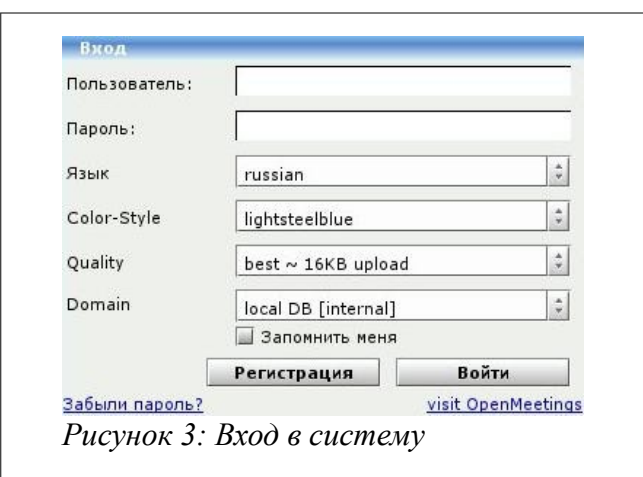 Вход
Пользователь:
Пароль:
Язык russian
Color-Style lightsteelblue
Quality best ~ 16KB upload
Domain local DB [internal]
Запомнить меня
Регистрация Войти
Забыли пароль? visit OpenMeetings
Рисунок 3: Вход в систему